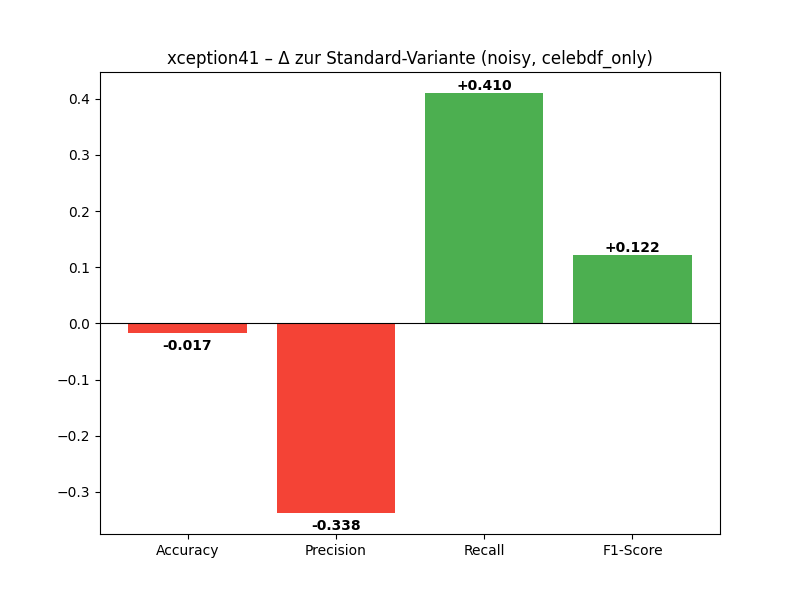 xception41 – Δ zur Standard-Variante (noisy, celebdf_only)
0.4
0.3
0.2
0.1
0.0
−0.1
−0.2
−0.3
-0.017
-0.338
+0.410
+0.122
Accuracy
Precision
Recall
F1-Score